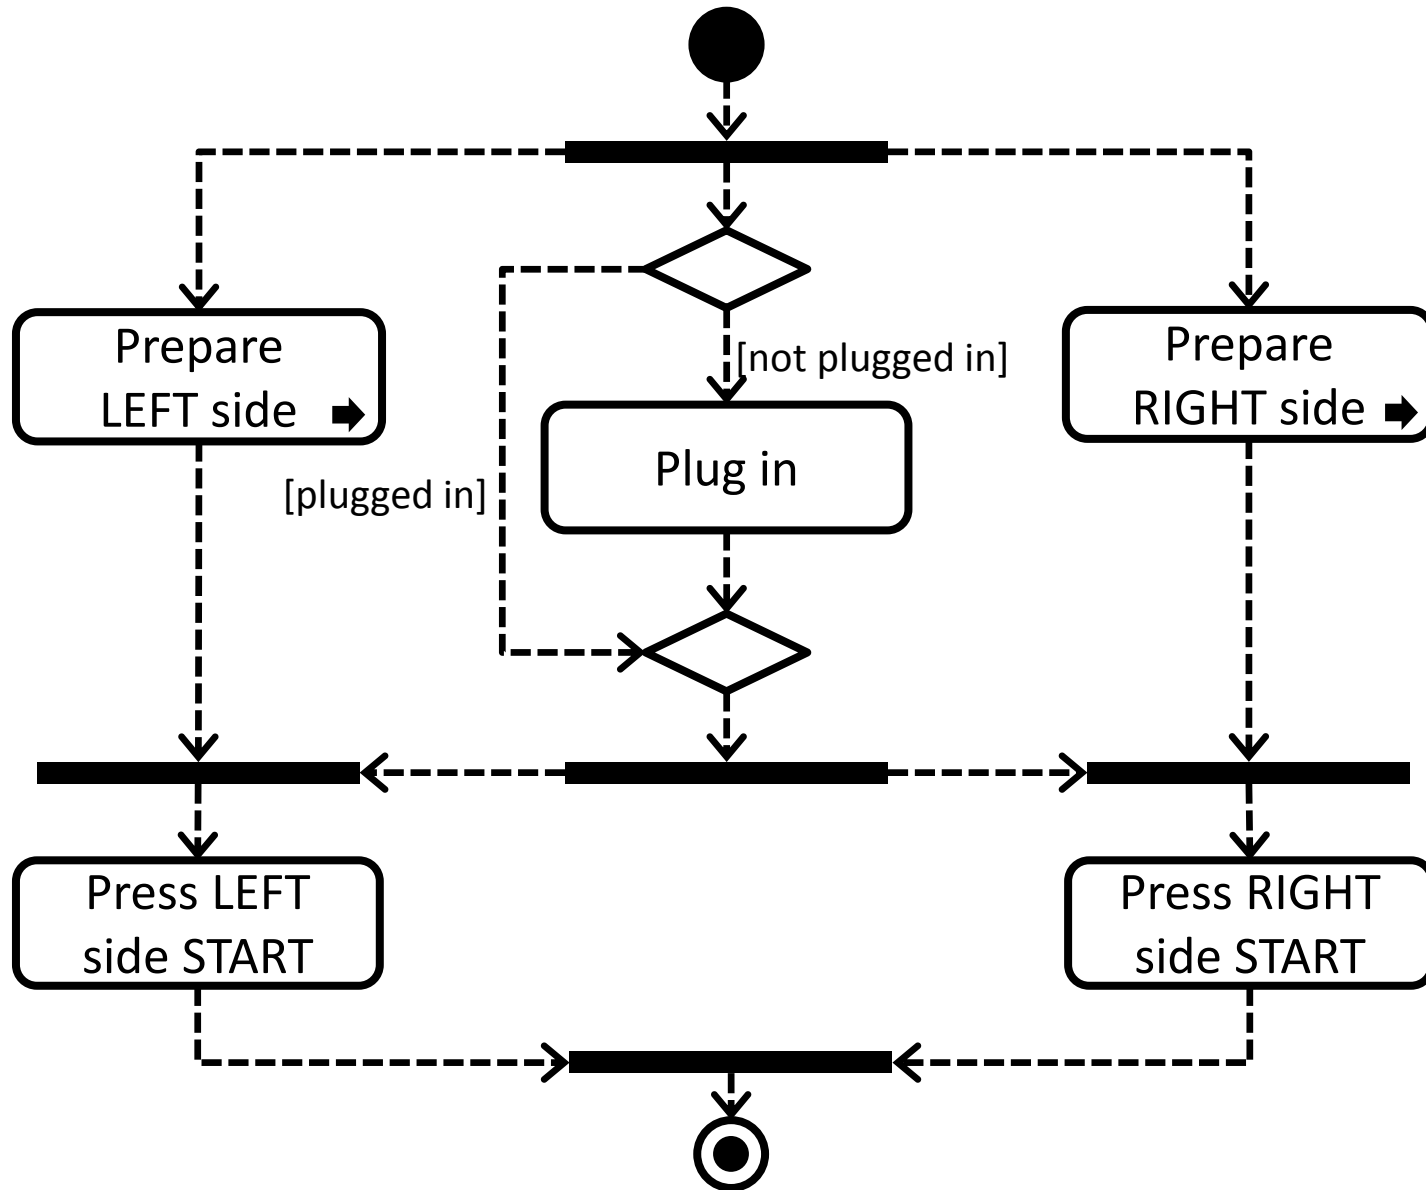 Prepare
LEFT side
[not plugged in]
Prepare
RIGHT side
[plugged in]
Plug in
Press LEFT
side START
Press RIGHT
side START